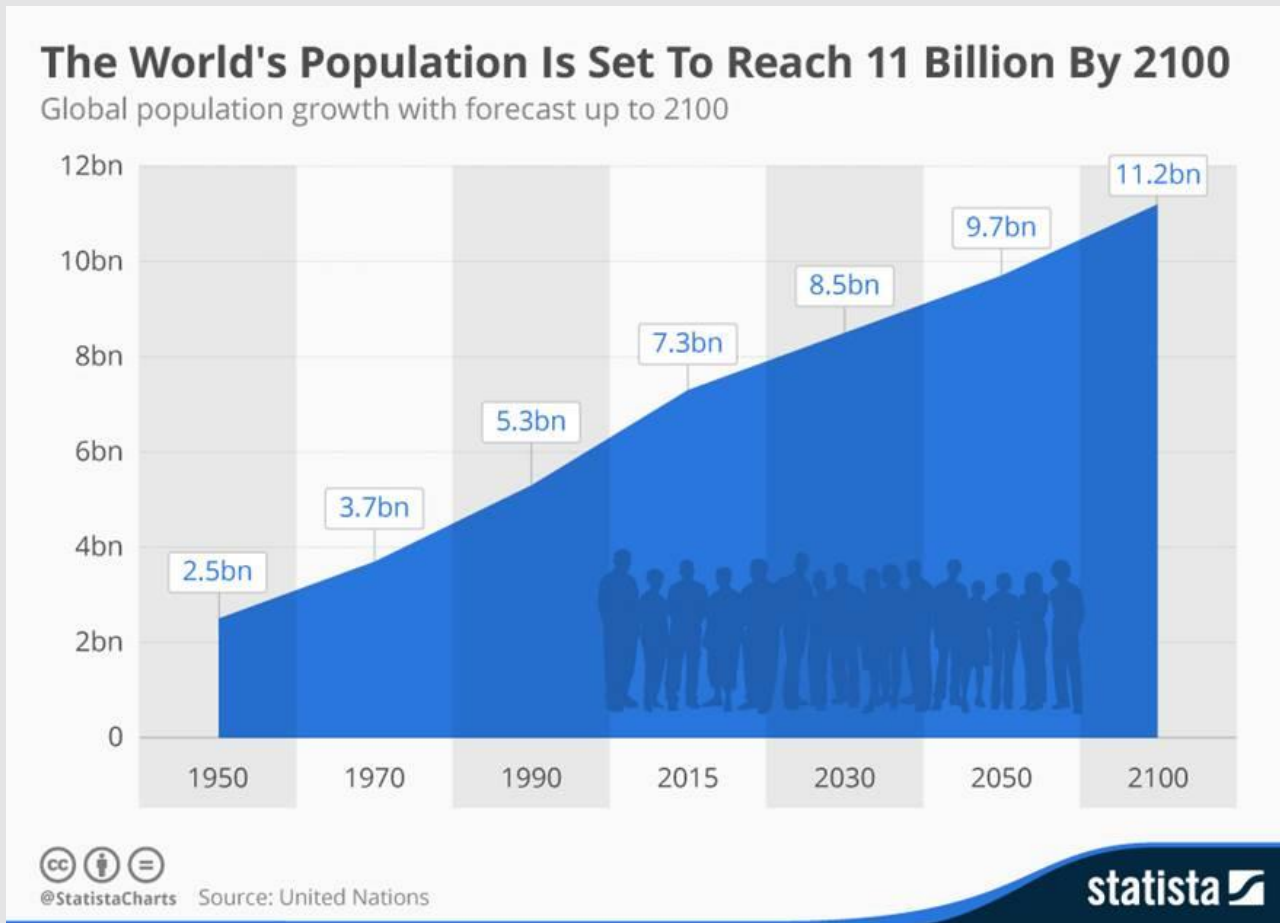 The World's Population Is Set To Reach 11 Billion By 2100
Global population growth with forecast up to 2100
12bn
10bn
8bn
6bn
4bn
2bn
0
2.5bn
3.7bn
5.3bn
7.3bn
8.5bn
9.7bn
11.2bn
1950 1970 1990 2015 2030 2050 2100
cc
@StatistaCharts Source: United Nations
statista